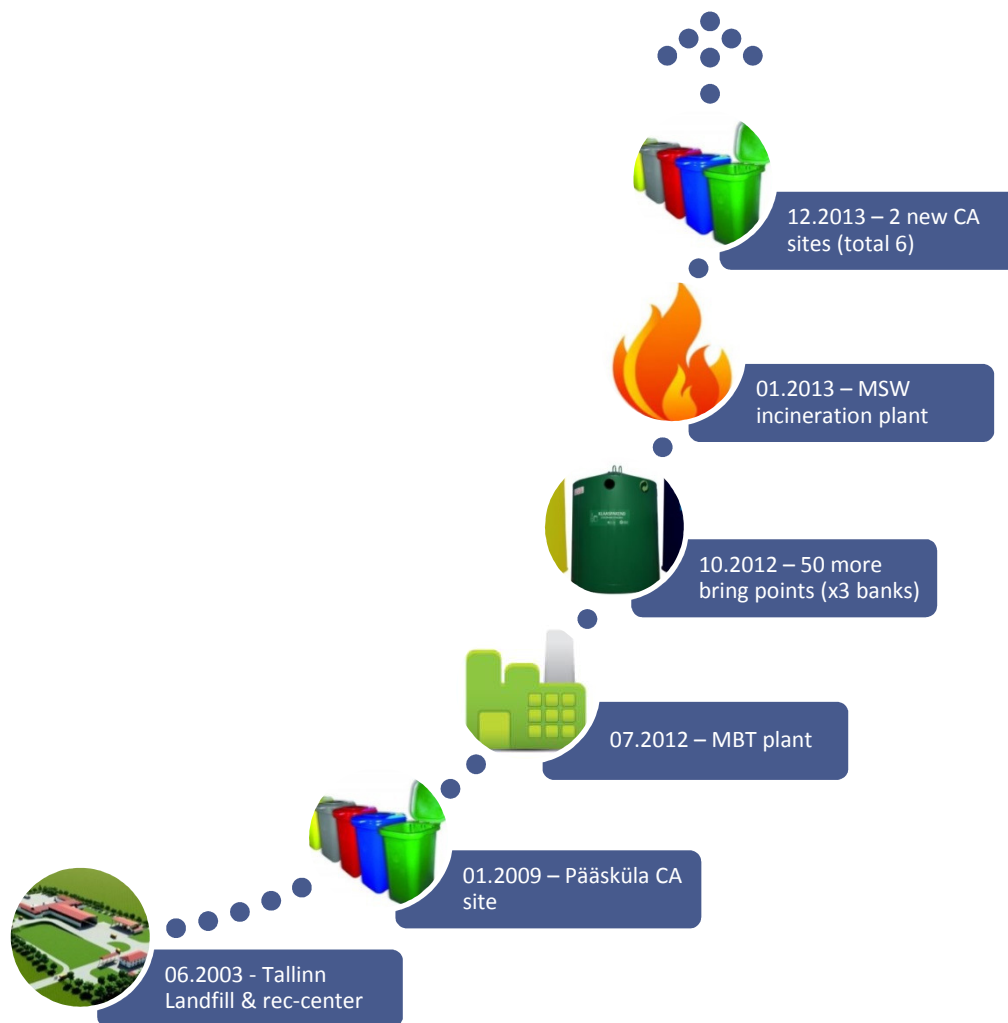 12.2013 – 2 new CA
sites (total 6)
01.2013 – MSW
incineration plant
10.2012 – 50 more
bring points (x3 banks)
07.2012 – MBT plant
01.2009 – Pääsküla CA
site
06.2003 - Tallinn
Landfill & rec-center